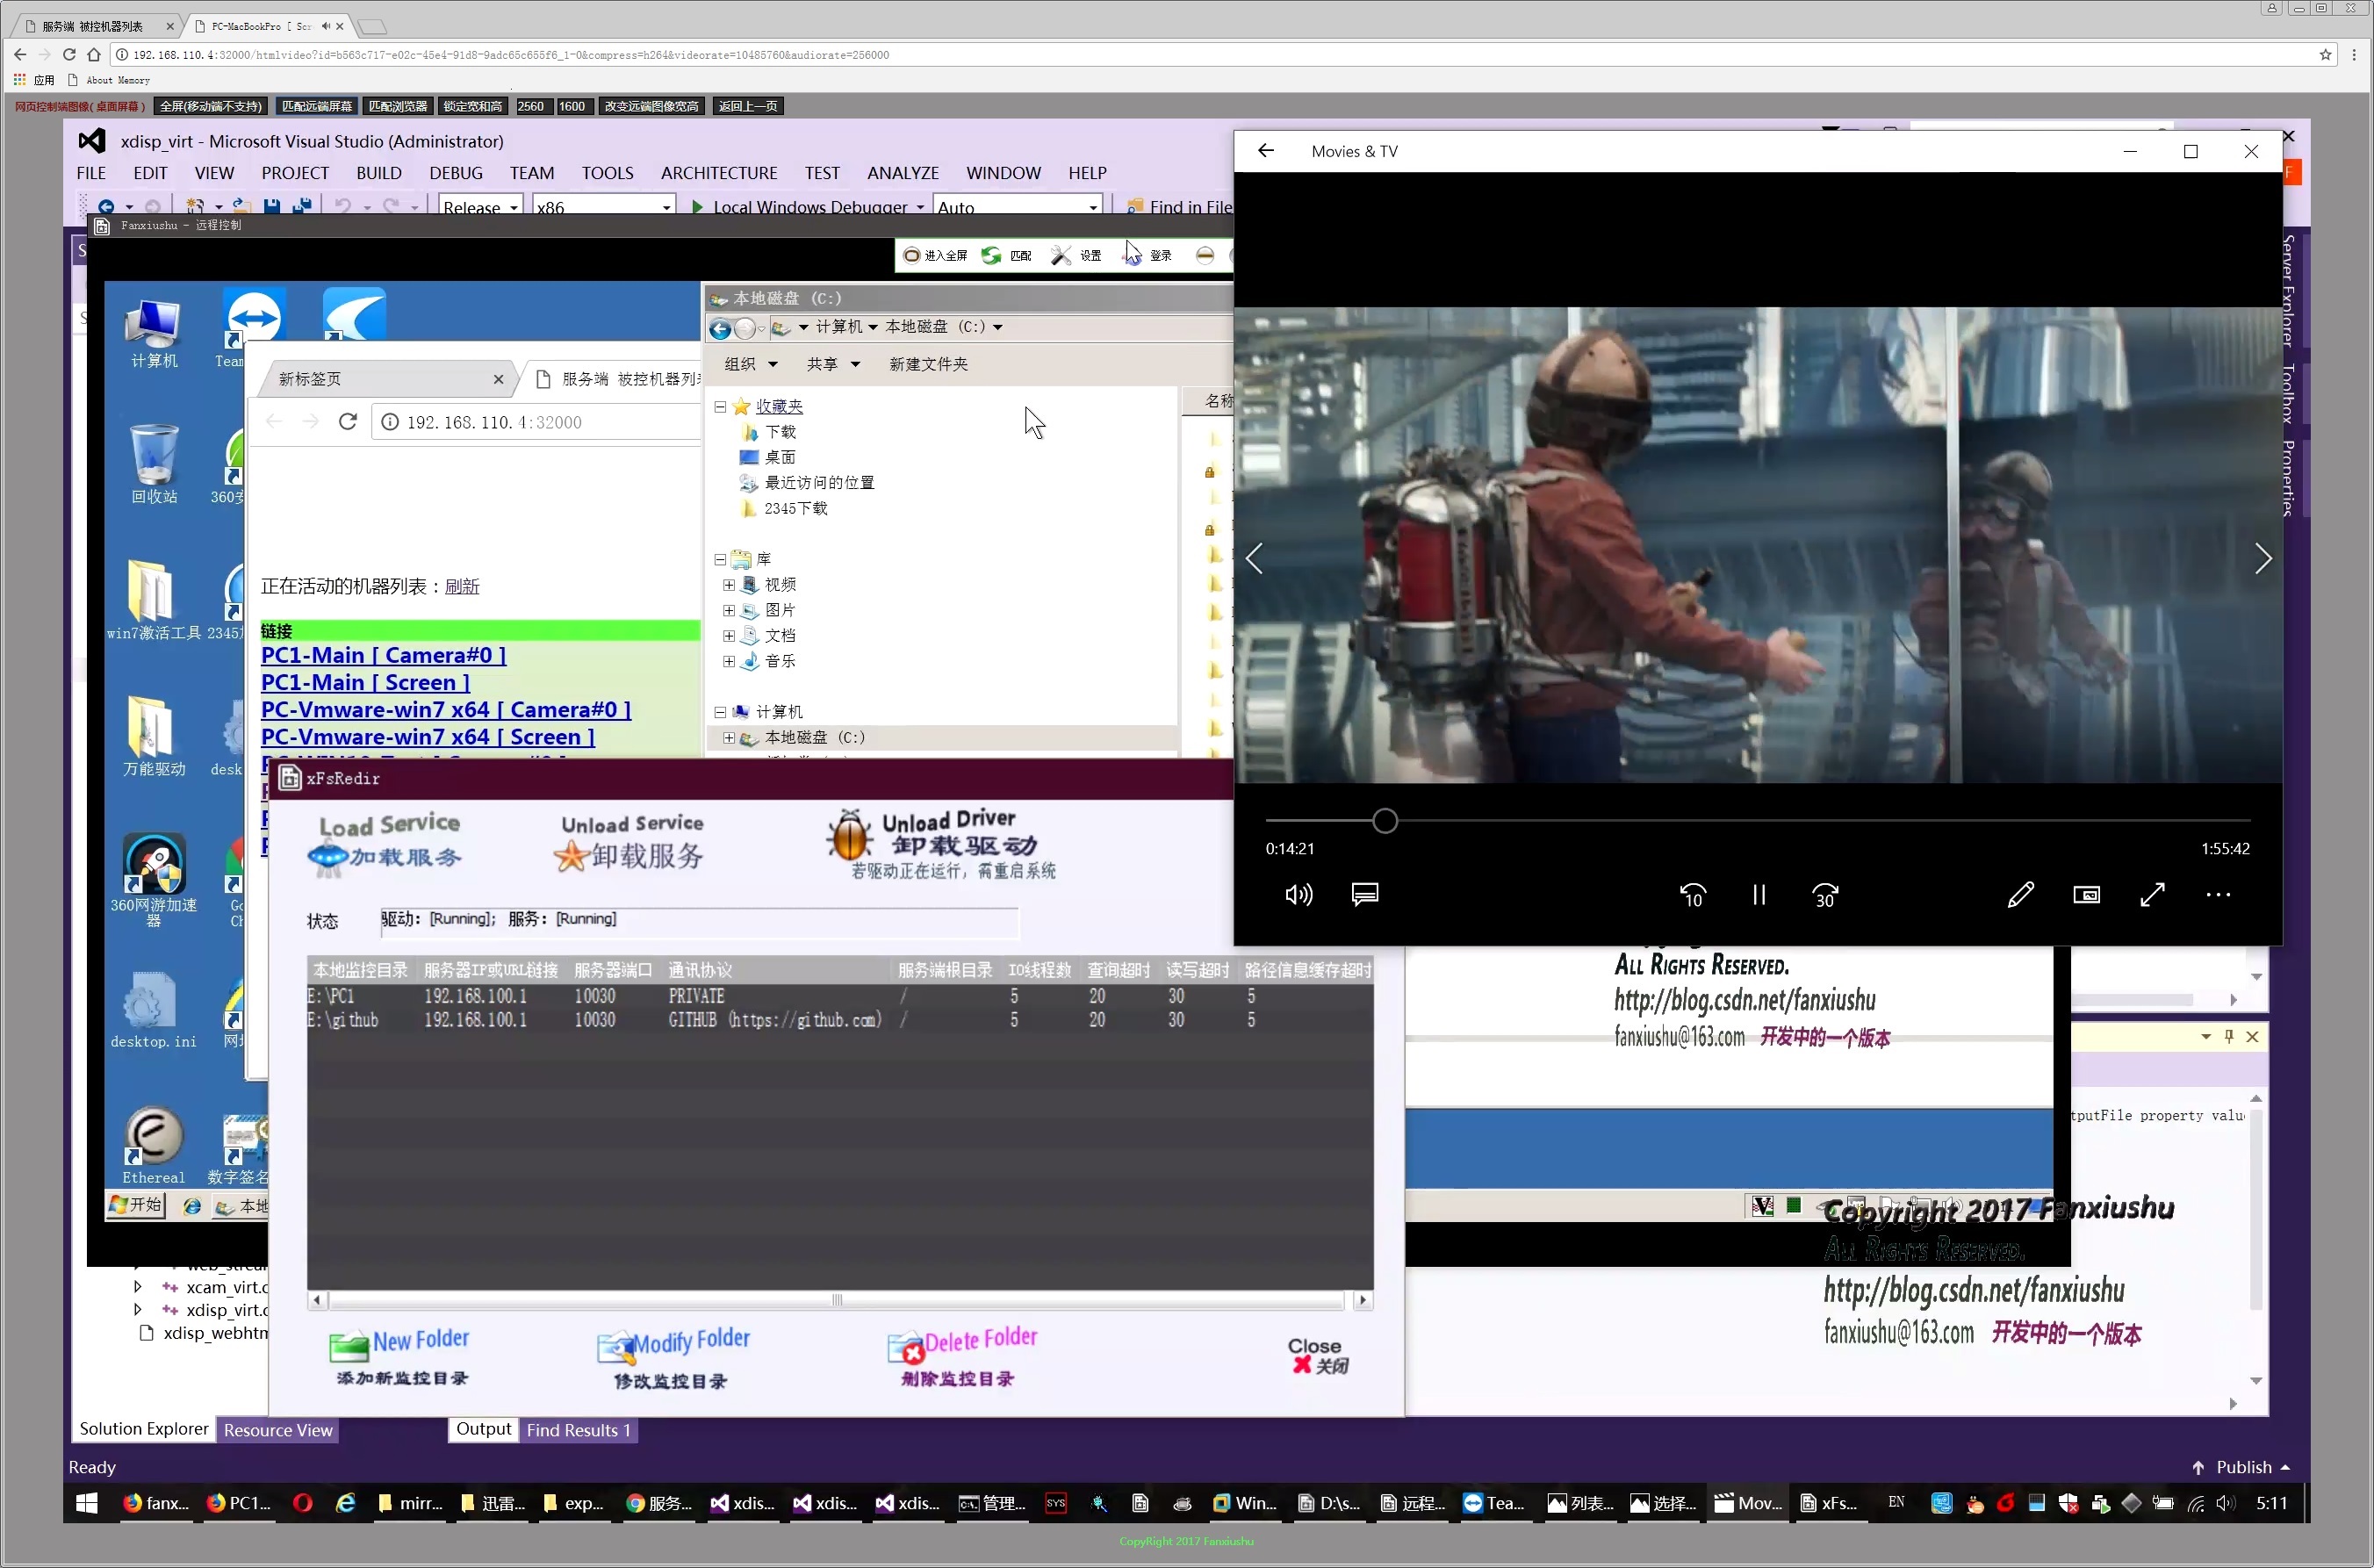 服务端 被控机器列表
PC-MacBookPro [ Scr
192.168.110.4:32000/htmlvideo?id=b563c717-e02c-45e4-91d8-9adc65c655f6_1-0&compress=h264&videorate=10485760&audiorate=256000
应用 About Memory
网页控制端图像(桌面屏幕) 全屏(移动端不支持) 匹配远端屏幕 匹配浏览器 锁定宽和高 2560 1600 改变远端图像宽高 返回上一页
xdisp_virt - Microsoft Visual Studio (Administrator)
FILE EDIT VIEW PROJECT BUILD DEBUG TEAM TOOLS ARCHITECTURE TEST ANALYZE WINDOW HELP
Release x86 Local Windows Debugger Auto Find in File
Fanxiushu - 远程控制
进入全屏 匹配 设置 登录
Movies & TV
Server Explorer
Toolbox
Properties
计算机
回收站
win7激活工具
万能驱动
360网游加速器
desktop.ini
Ethereal
数字签名
开始
新标签页
服务端 被控机器列
192.168.110.4:32000
正在活动的机器列表：刷新
链接
PC1-Main [ Camera#0 ]
PC1-Main [ Screen ]
PC-Vmware-win7 x64 [ Camera#0 ]
PC-Vmware-win7 x64 [ Screen ]
本地磁盘 (C:)
计算机 本地磁盘 (C:)
组织 共享 新建文件夹
名称
收藏夹
下载
桌面
最近访问的位置
2345下载
库
视频
图片
文档
音乐
计算机
本地磁盘 (C:)
0:14:21
1:55:42
10
30
xFsRedir
Load Service
加载服务
Unload Service
卸载服务
Unload Driver
卸载驱动
若驱动正在运行，需重启系统
状态
驱动: [Running]; 服务: [Running]
本地监控目录 服务器IP或URL链接 服务器端口 通讯协议 服务端根目录 IO线程数 查询超时 读写超时 路径信息缓存超时
E:\PC1 192.168.100.1 10030 PRIVATE / 5 20 30 5
E:\github 192.168.100.1 10030 GITHUB (https://github.com) / 5 20 30 5
New Folder
添加新监控目录
Modify Folder
修改监控目录
Delete Folder
删除监控目录
Close
关闭
All Rights Reserved.
http://blog.csdn.net/fanxiushu
fanxiushu@163.com 开发中的一个版本
tputFile property valu
Copyright 2017 Fanxiushu
All Rights Reserved.
http://blog.csdn.net/fanxiushu
fanxiushu@163.com 开发中的一个版本
xcam_virt.c
xdisp_virt.c
xdisp_webhtm
Solution Explorer Resource View Output Find Results 1
Ready
Publish
fanx... PC1... mirr... 迅雷... exp... 服务... xdis... xdis... xdis... 管理... SYS Win... D:\s... 远程... Tea... 列表... 选择... Mov... xFs... EN 5:11
CopyRight 2017 Fanxiushu